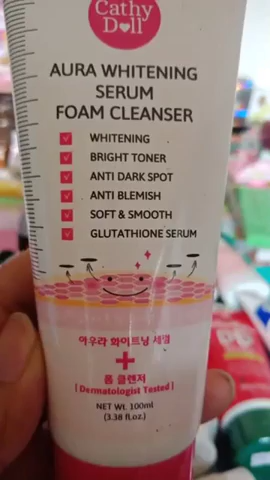 Cathy
Doll
AURA WHITENING
SERUM
FOAM CLEANSER
WHITENING
BRIGHT TONER
ANTI DARK SPOT
ANTI BLEMISH
SOFT & SMOOTH
GLUTATHIONE SERUM
아우라 화이트닝 세럼
+
폼 클렌저
| Dermatologist Tested |
NET Wt. 100ml
(3.38 fl.oz.)